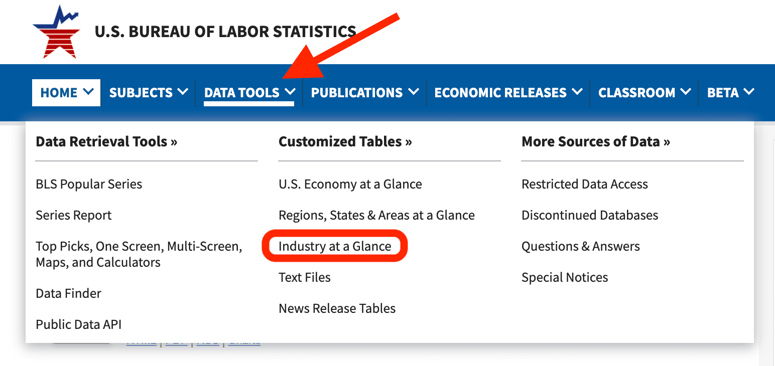 U.S. BUREAU OF LABOR STATISTICS
HOME SUBJECTS DATA TOOLS PUBLICATIONS ECONOMIC RELEASES CLASSROOM BETA
Data Retrieval Tools »
BLS Popular Series
Series Report
Top Picks, One Screen, Multi-Screen,
Maps, and Calculators
Data Finder
Public Data API
Customized Tables »
U.S. Economy at a Glance
Regions, States & Areas at a Glance
Industry at a Glance
Text Files
News Release Tables
More Sources of Data »
Restricted Data Access
Discontinued Databases
Questions & Answers
Special Notices